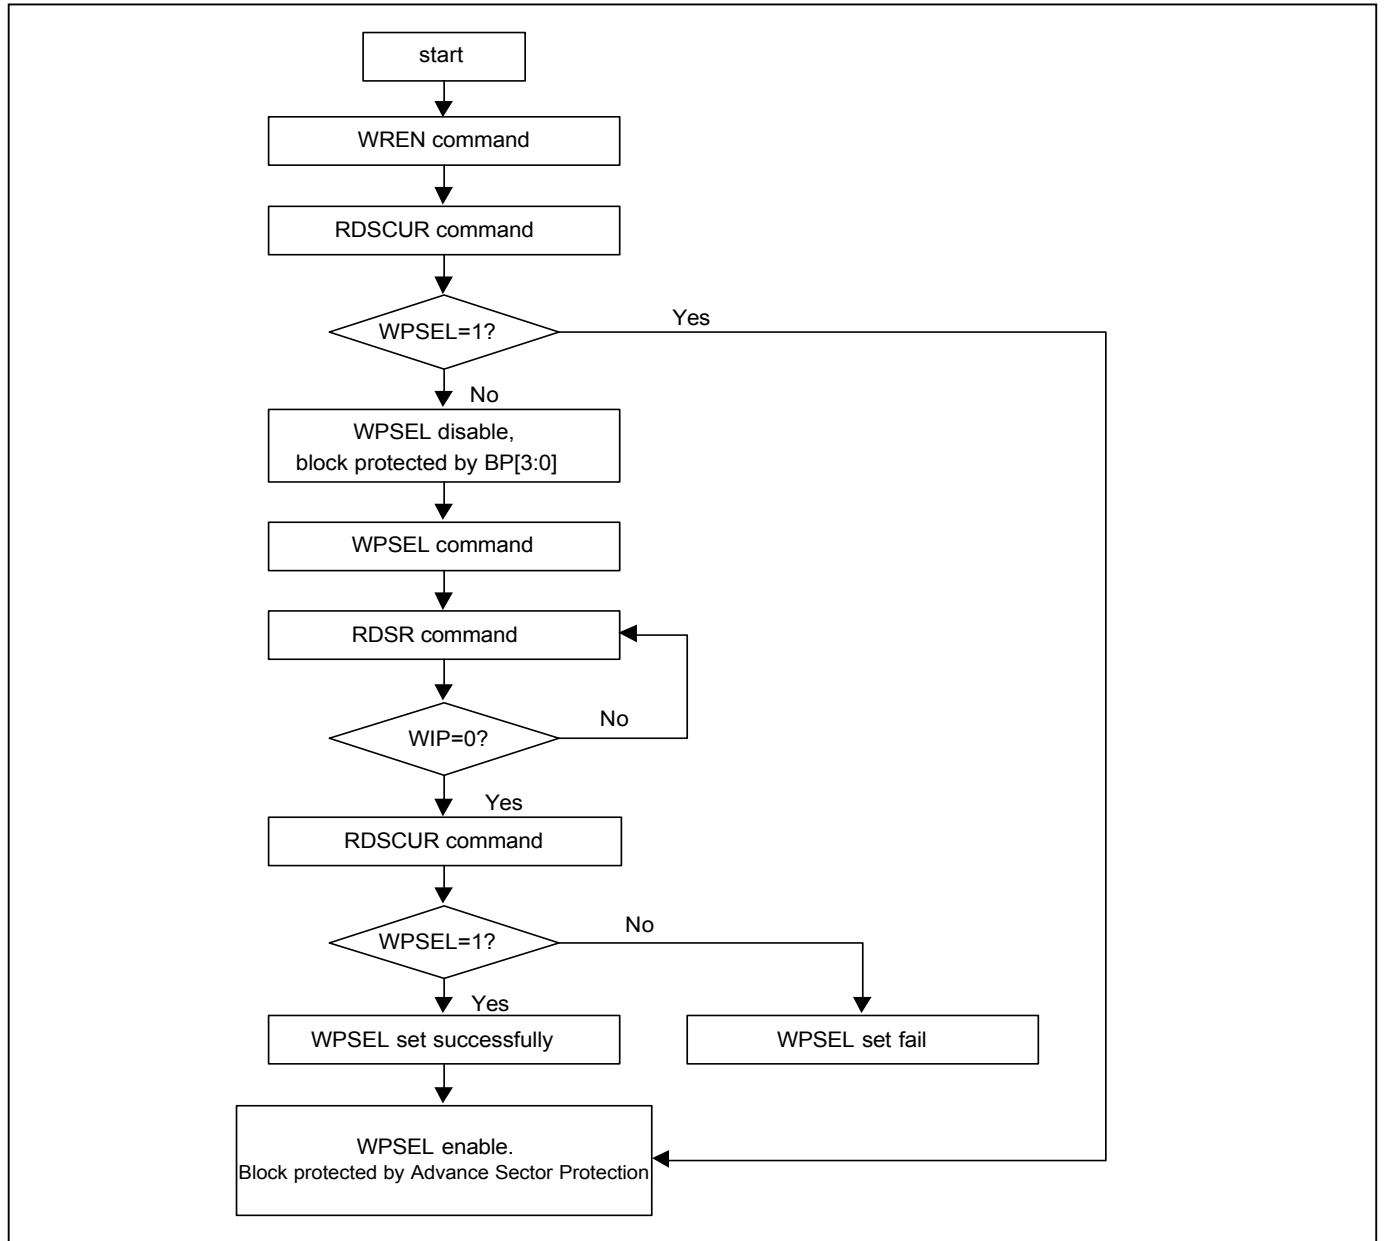 start
WREN command
RDSCUR command
WPSEL=1?
Yes
No
WPSEL disable,
block protected by BP[3:0]
WPSEL command
RDSR command
WIP=0?
No
Yes
RDSCUR command
WPSEL=1?
No
Yes
WPSEL set successfully
WPSEL set fail
WPSEL enable.
Block protected by Advance Sector Protection